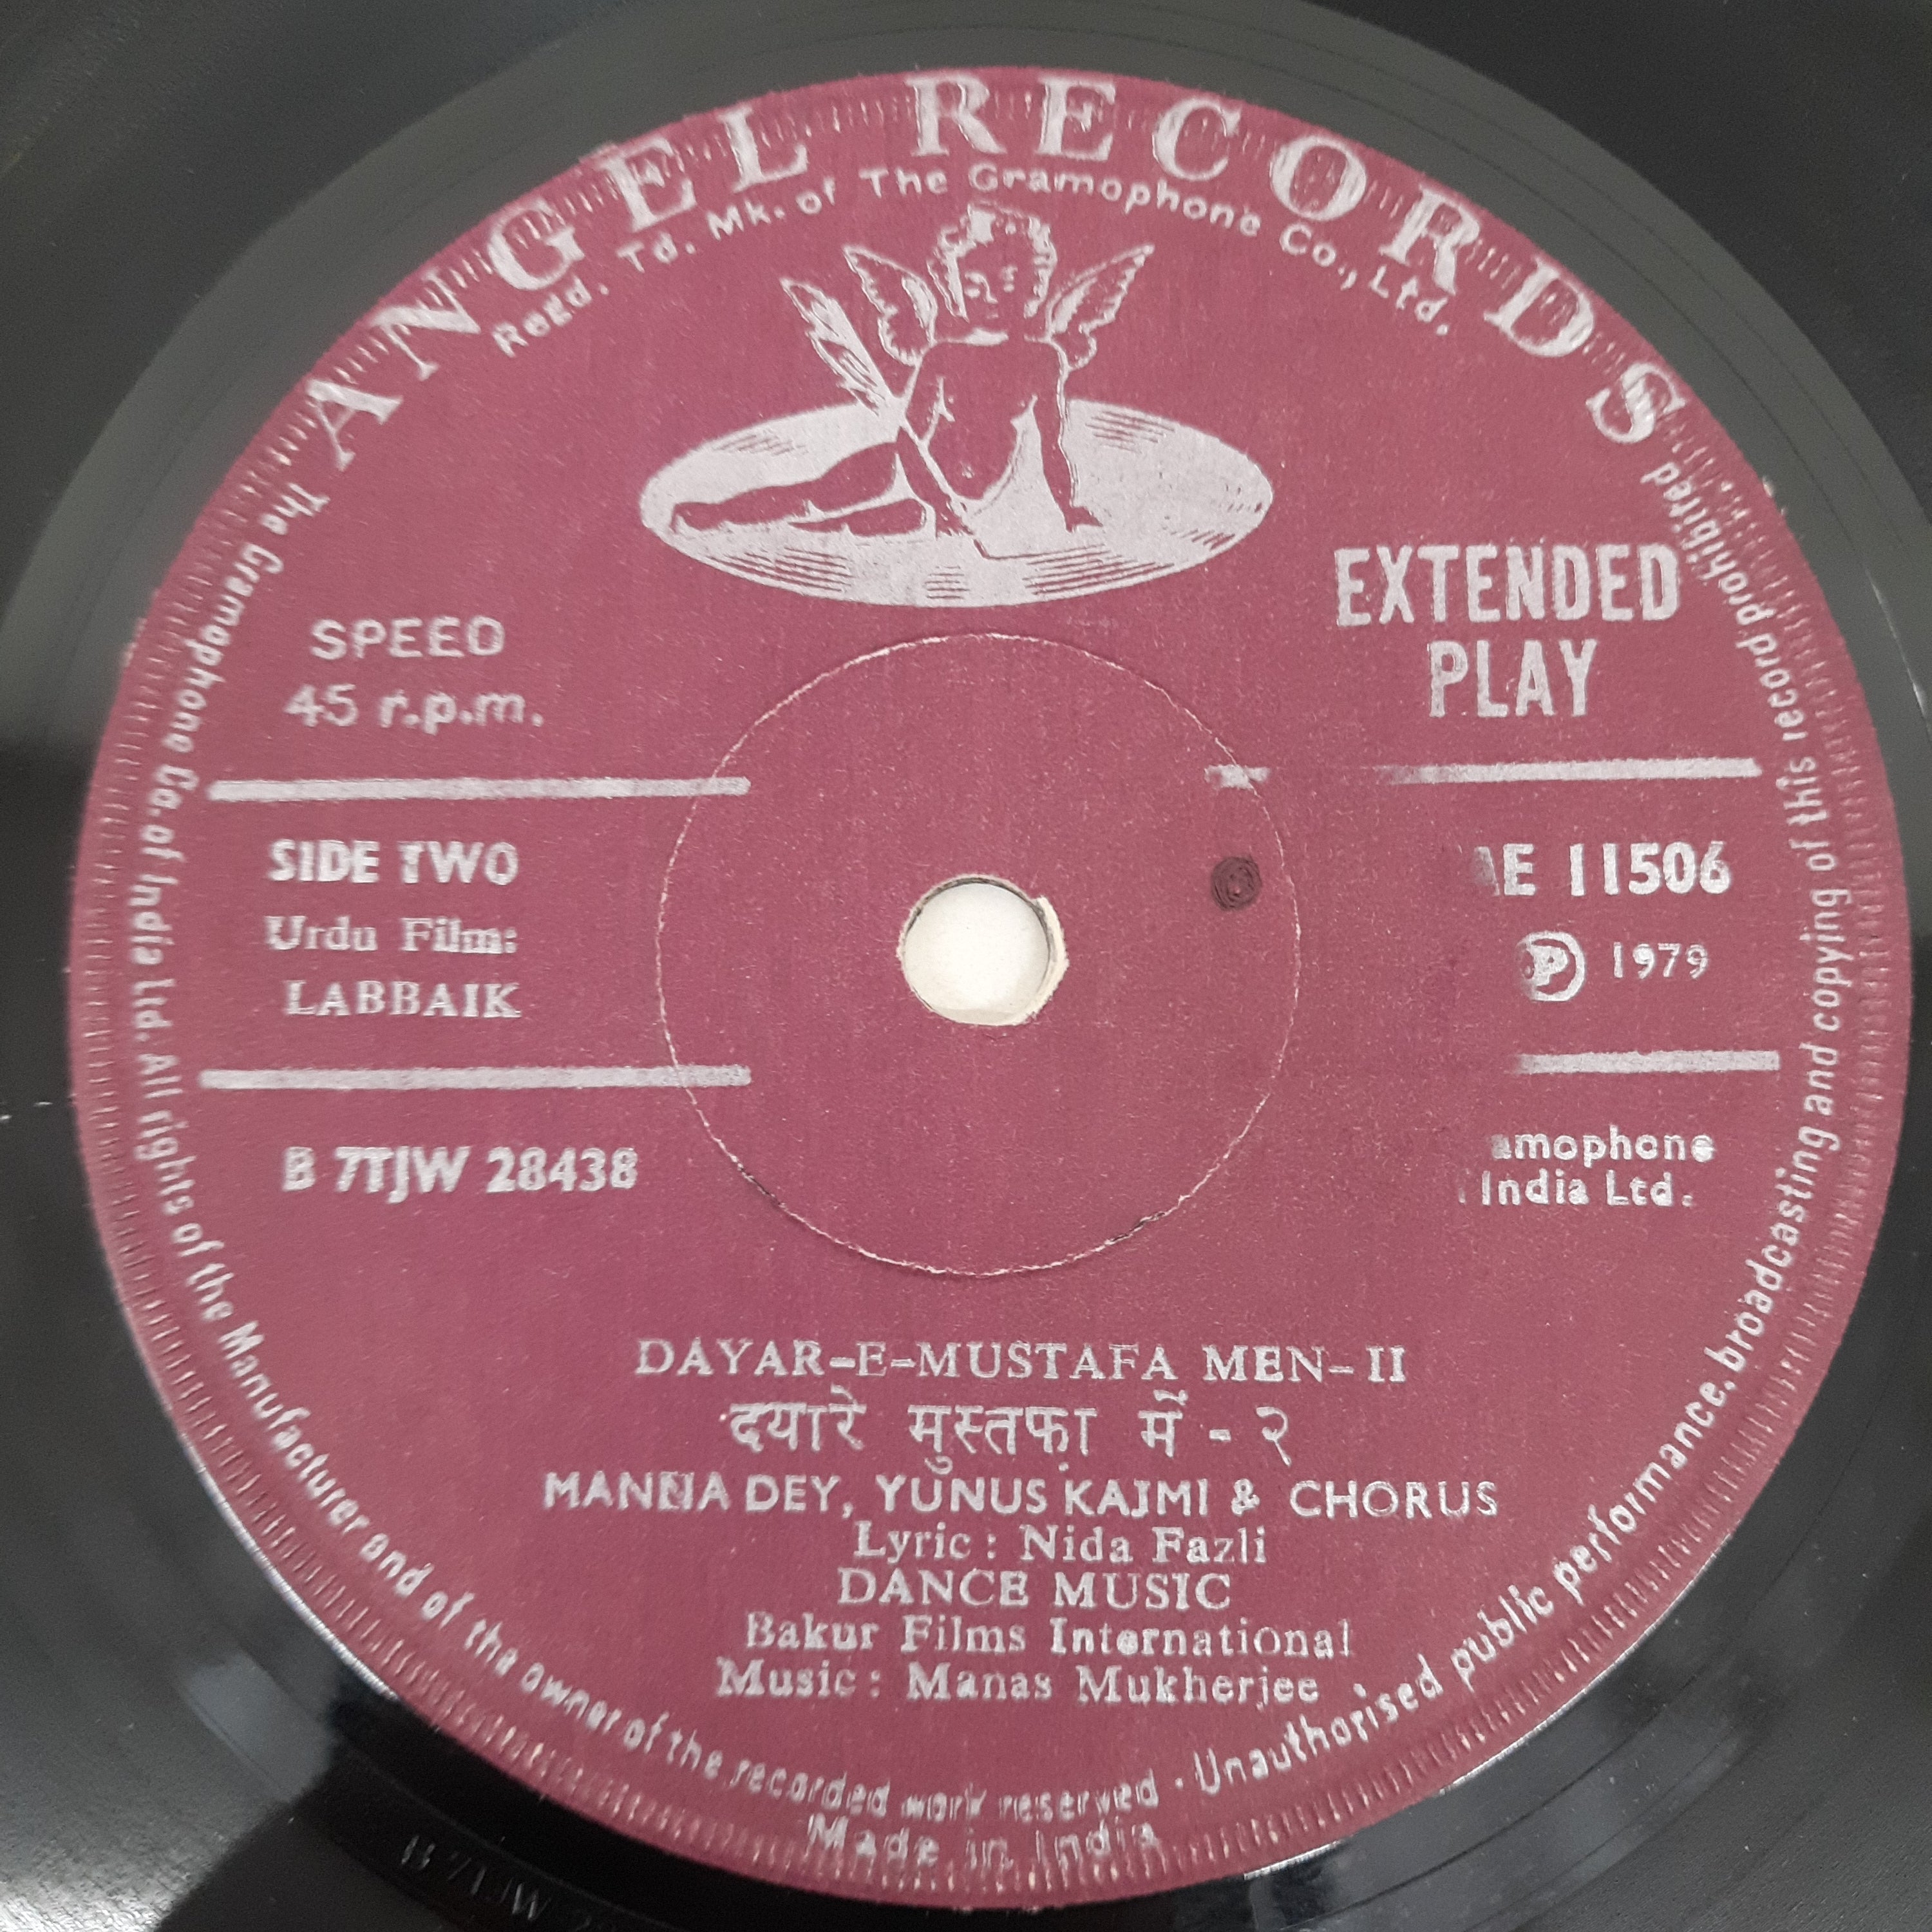 ANGEL RECORDS
Regd. Td. Mk. of The Gramophone Co., Ltd.
EXTENDED
PLAY
SPEED
45 r.p.m.
SIDE TWO
Urdu Film:
LABBAIK
E 11506
Ⓟ 1979
B 7TJW 28438
amophone
India Ltd.
DAYAR-E-MUSTAFA MEN-II
दयारे मुस्तफ़ा में - २
MANNA DEY, YUNUS KAJMI & CHORUS
Lyric: Nida Fazli
DANCE MUSIC
Bakur Films International
Music: Manas Mukherjee
The Gramophone Co. of India Ltd. All rights of the Manufacturer and of the owner of the recorded work reserved · Unauthorised public performance, broadcasting and copying of this record prohibited
Made in India